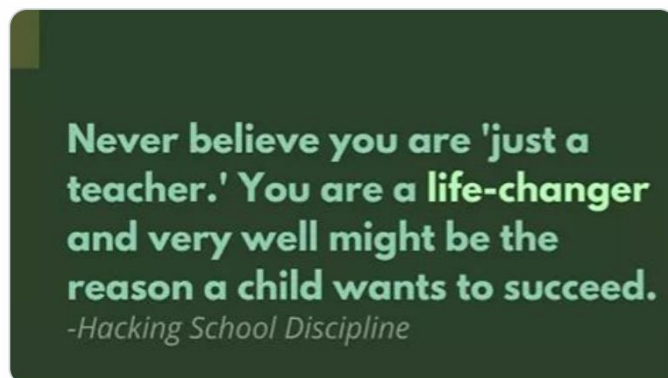 Never believe you are 'just a
teacher.' You are a life-changer
and very well might be the
reason a child wants to succeed.
-Hacking School Discipline